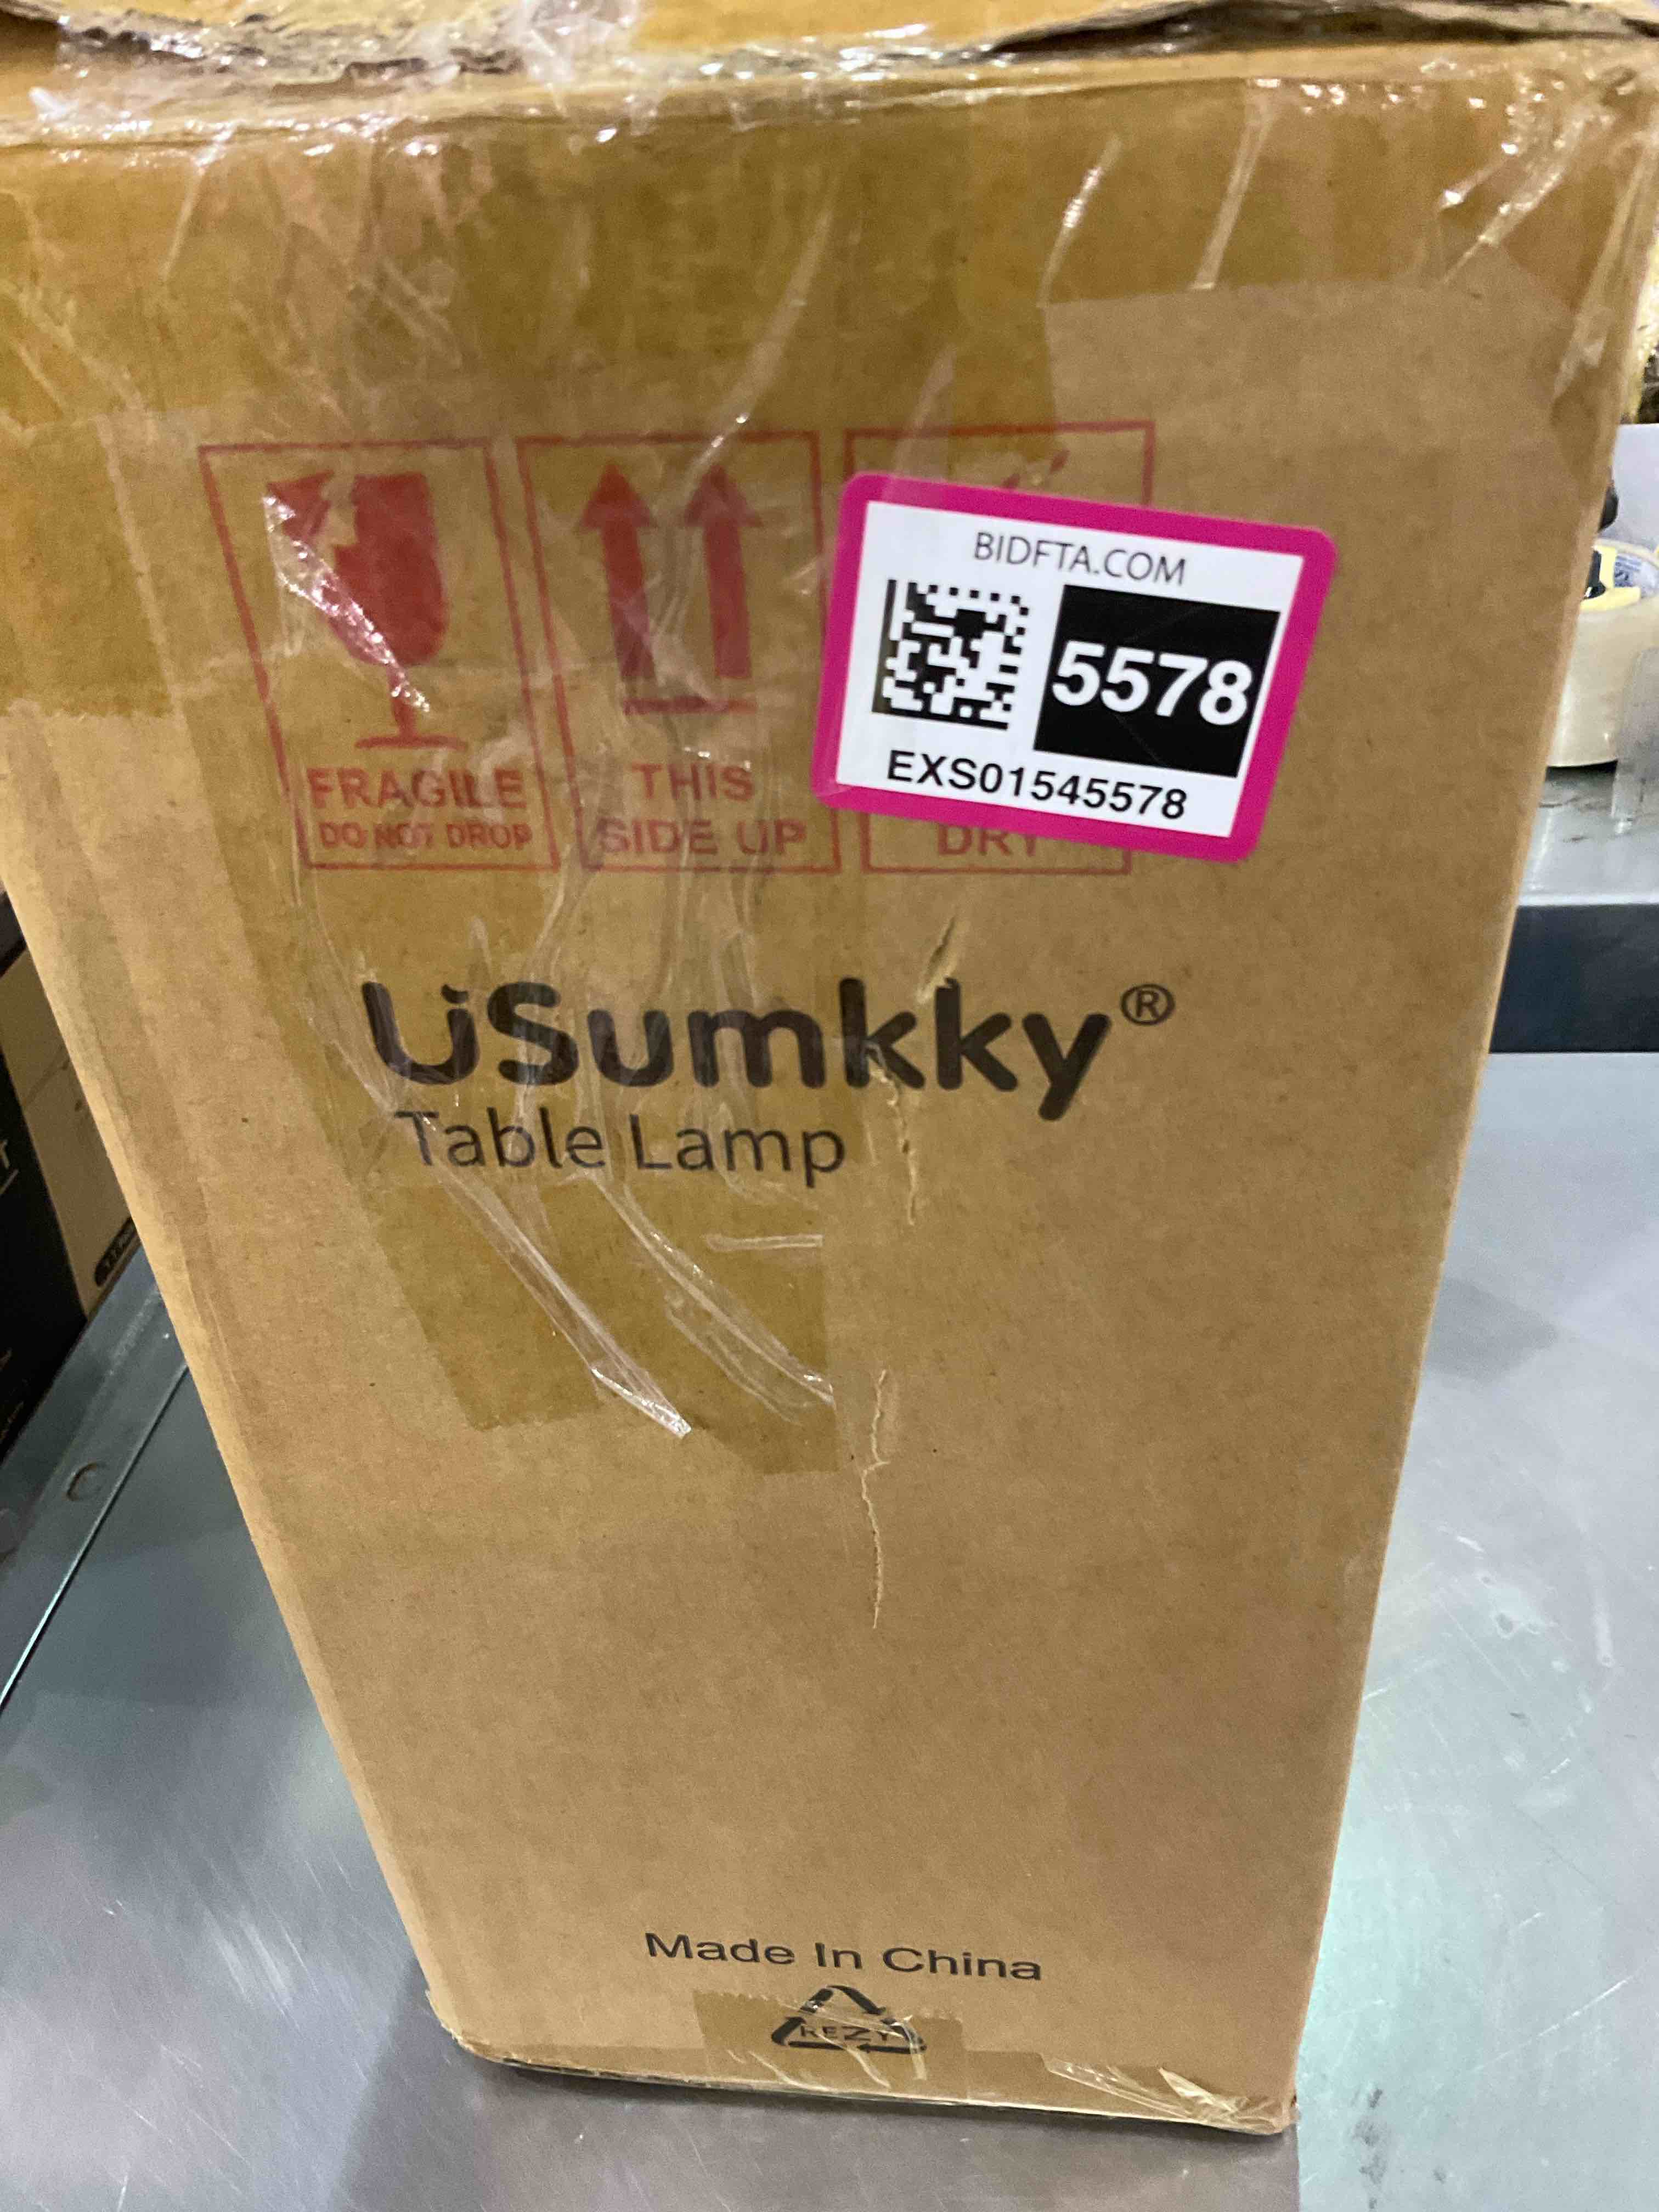 BIDFTA.COM
5578
EXS01545578
FRAGILE
DO NOT DROP
THIS
SIDE UP
DRY
USumkky®
Table Lamp
Made In China